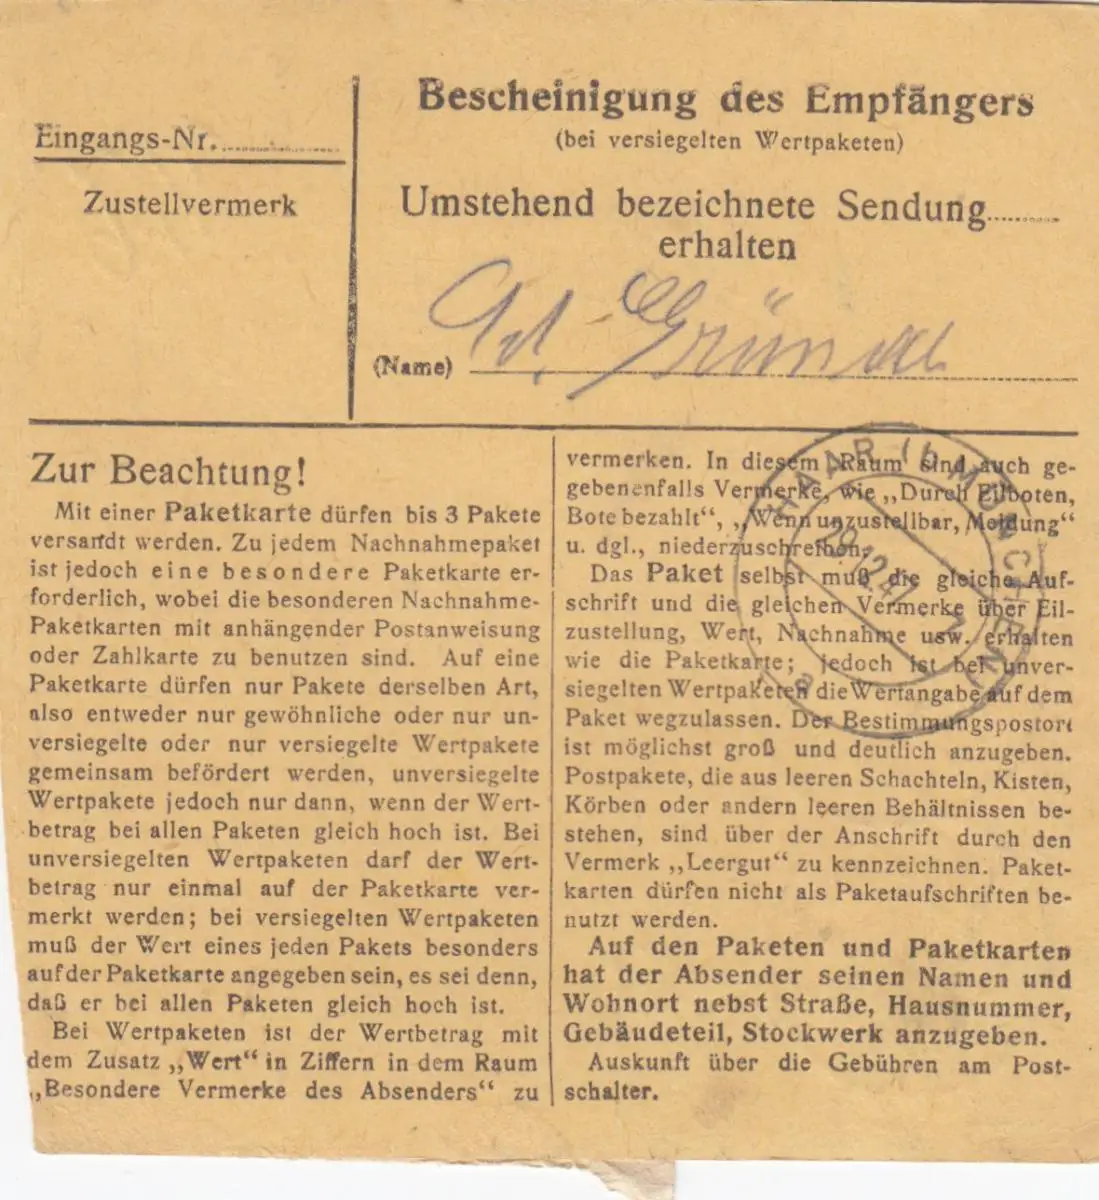 Eingangs-Nr.
Zustellvermerk
Bescheinigung des Empfängers
(bei versiegelten Wertpaketen)
Umstehend bezeichnete Sendung
erhalten
(Name)
Zur Beachtung!
Mit einer Paketkarte dürfen bis 3 Pakete
versandt werden. Zu jedem Nachnahmepaket
ist jedoch eine besondere Paketkarte er-
forderlich, wobei die besonderen Nachnahme-
Paketkarten mit anhängender Postanweisung
oder Zahlkarte zu benutzen sind. Auf eine
Paketkarte dürfen nur Pakete derselben Art,
also entweder nur gewöhnliche oder nur un-
versiegelte oder nur versiegelte Wertpakete
gemeinsam befördert werden, unversiegelte
Wertpakete jedoch nur dann, wenn der Wert-
betrag bei allen Paketen gleich hoch ist. Bei
unversiegelten Wertpaketen darf der Wert-
betrag nur einmal auf der Paketkarte ver-
merkt werden; bei versiegelten Wertpaketen
muß der Wert eines jeden Pakets besonders
auf der Paketkarte angegeben sein, es sei denn,
daß er bei allen Paketen gleich hoch ist.
Bei Wertpaketen ist der Wertbetrag mit
dem Zusatz „Wert“ in Ziffern in dem Raum
„Besondere Vermerke des Absenders“ zu
vermerken. In diesem Raum sind auch ge-
gebenenfalls Vermerke, wie „Durch Eilboten,
Bote bezahlt“, „Wenn unzustellbar, Meldung“
u. dgl., niederzuschreiben.
Das Paket selbst muß die gleiche Auf-
schrift und die gleichen Vermerke über Eil-
zustellung, Wert, Nachnahme usw. erhalten
wie die Paketkarte; jedoch ist bei unver-
siegelten Wertpaketen die Wertangabe auf dem
Paket wegzulassen. Der Bestimmungspostort
ist möglichst groß und deutlich anzugeben.
Postpakete, die aus leeren Schachteln, Kisten,
Körben oder andern leeren Behältnissen be-
stehen, sind über der Anschrift durch den
Vermerk „Leergut“ zu kennzeichnen. Paket-
karten dürfen nicht als Paketaufschriften be-
nutzt werden.
Auf den Paketen und Paketkarten
hat der Absender seinen Namen und
Wohnort nebst Straße, Hausnummer,
Gebäudeteil, Stockwerk anzugeben.
Auskunft über die Gebühren am Post-
schalter.
HAAR (b MÜNCHEN)